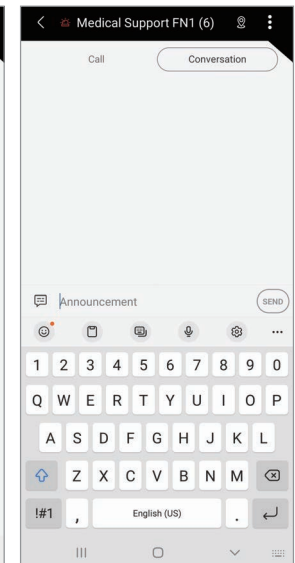 Medical Support FN1 (6)
Call Conversation
Announcement SEND
1 2 3 4 5 6 7 8 9 0
Q W E R T Y U I O P
A S D F G H J K L
Z X C V B N M
!#1 , English (US) .